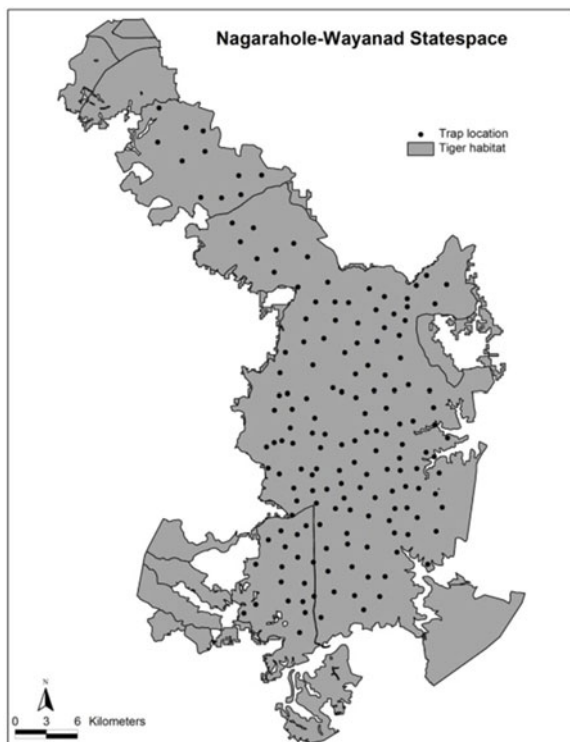 Nagarahole-Wayanad Statespace
Trap location
Tiger habitat
N
0 3 6 Kilometers